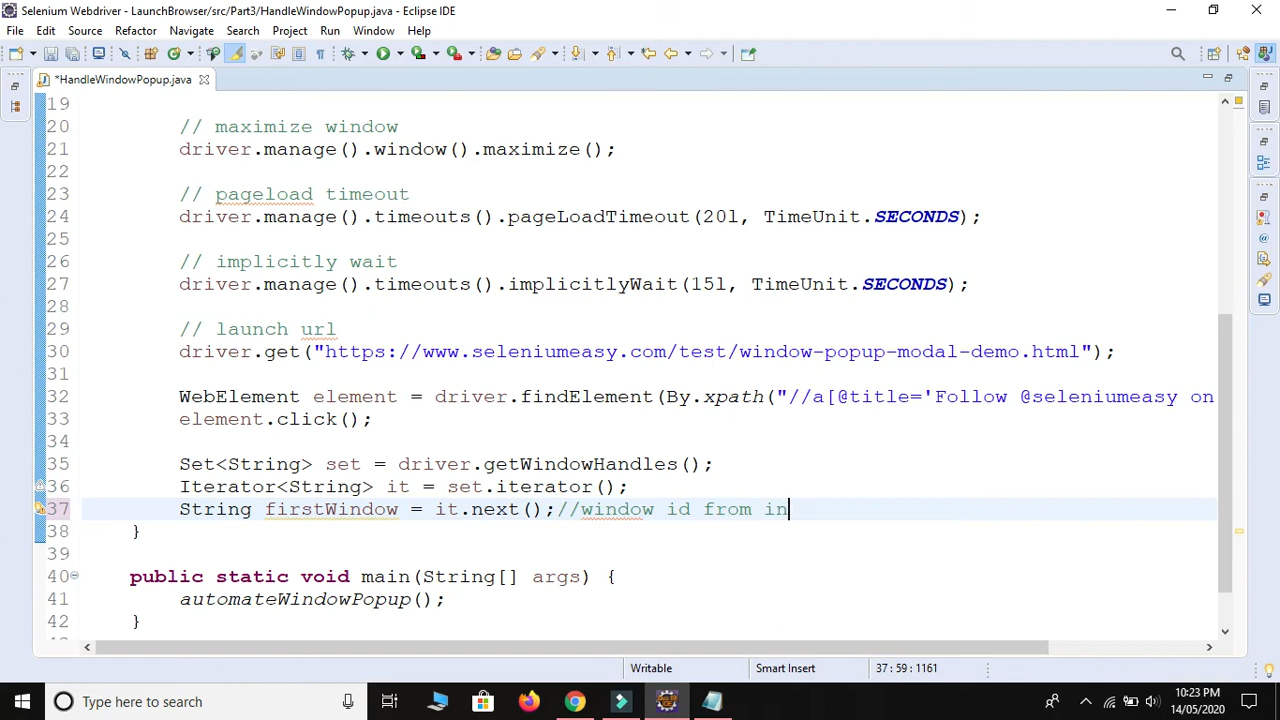 Selenium Webdriver - LaunchBrowser/src/Part3/HandleWindowPopup.java - Eclipse IDE
File Edit Source Refactor Navigate Search Project Run Window Help
*HandleWindowPopup.java
19
20 // maximize window
21 driver.manage().window().maximize();
22
23 // pageload timeout
24 driver.manage().timeouts().pageLoadTimeout(20l, TimeUnit.SECONDS);
25
26 // implicitly wait
27 driver.manage().timeouts().implicitlyWait(15l, TimeUnit.SECONDS);
28
29 // launch url
30 driver.get("https://www.seleniumeasy.com/test/window-popup-modal-demo.html");
31
32 WebElement element = driver.findElement(By.xpath("//a[@title='Follow @seleniumeasy on
33 element.click();
34
35 Set<String> set = driver.getWindowHandles();
36 Iterator<String> it = set.iterator();
37 String firstWindow = it.next();//window id from in
38 }
39
40 public static void main(String[] args) {
41 automateWindowPopup();
42 }
Writable Smart Insert 37 : 59 : 1161
Type here to search
10:23 PM
14/05/2020